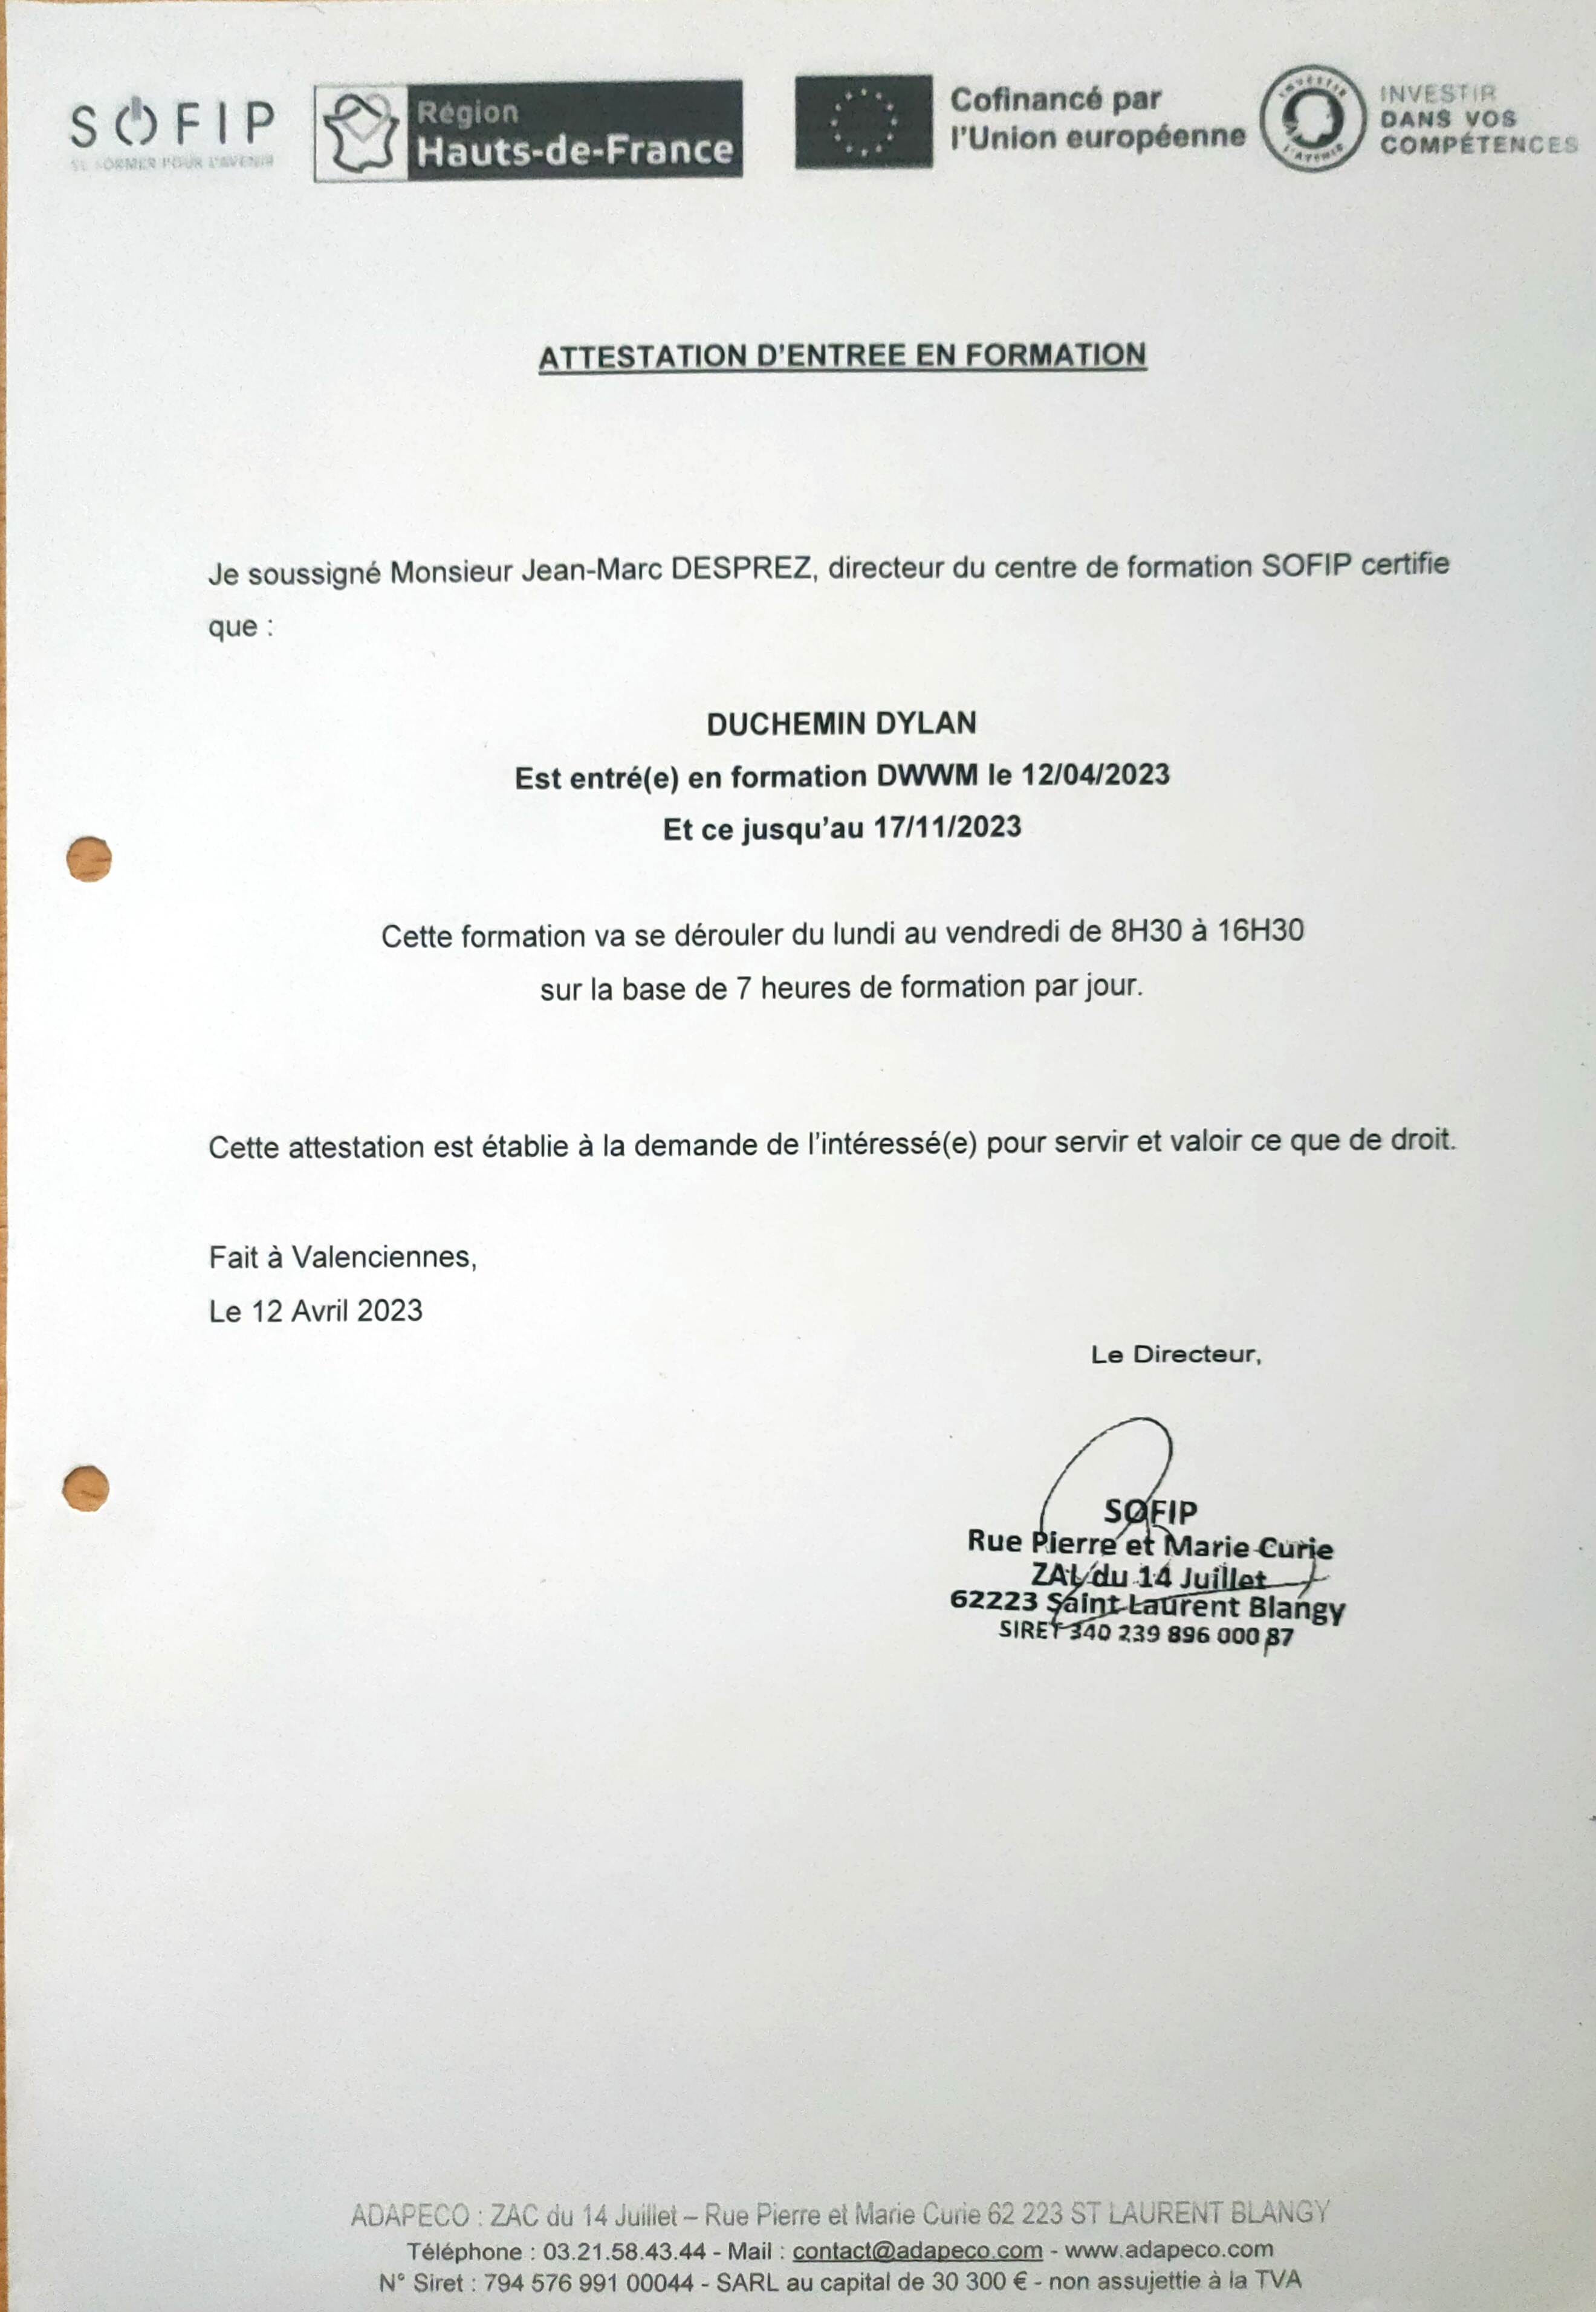 SOFIP
SE FORMER POUR L'AVENIR
Région
Hauts-de-France
Cofinancé par
l'Union européenne
INVESTIR
L'AVENIR
INVESTIR
DANS VOS
COMPÉTENCES
ATTESTATION D'ENTREE EN FORMATION
Je soussigné Monsieur Jean-Marc DESPREZ, directeur du centre de formation SOFIP certifie
que :
DUCHEMIN DYLAN
Est entré(e) en formation DWWM le 12/04/2023
Et ce jusqu'au 17/11/2023
Cette formation va se dérouler du lundi au vendredi de 8H30 à 16H30
sur la base de 7 heures de formation par jour.
Cette attestation est établie à la demande de l'intéressé(e) pour servir et valoir ce que de droit.
Fait à Valenciennes,
Le 12 Avril 2023
Le Directeur,
SOFIP
Rue Pierre et Marie Curie
ZAL du 14 Juillet
62223 Saint Laurent Blangy
SIRET 340 239 896 000 87
ADAPECO : ZAC du 14 Juillet – Rue Pierre et Marie Curie 62 223 ST LAURENT BLANGY
Téléphone : 03.21.58.43.44 - Mail : contact@adapeco.com - www.adapeco.com
N° Siret : 794 576 991 00044 - SARL au capital de 30 300 € - non assujettie à la TVA